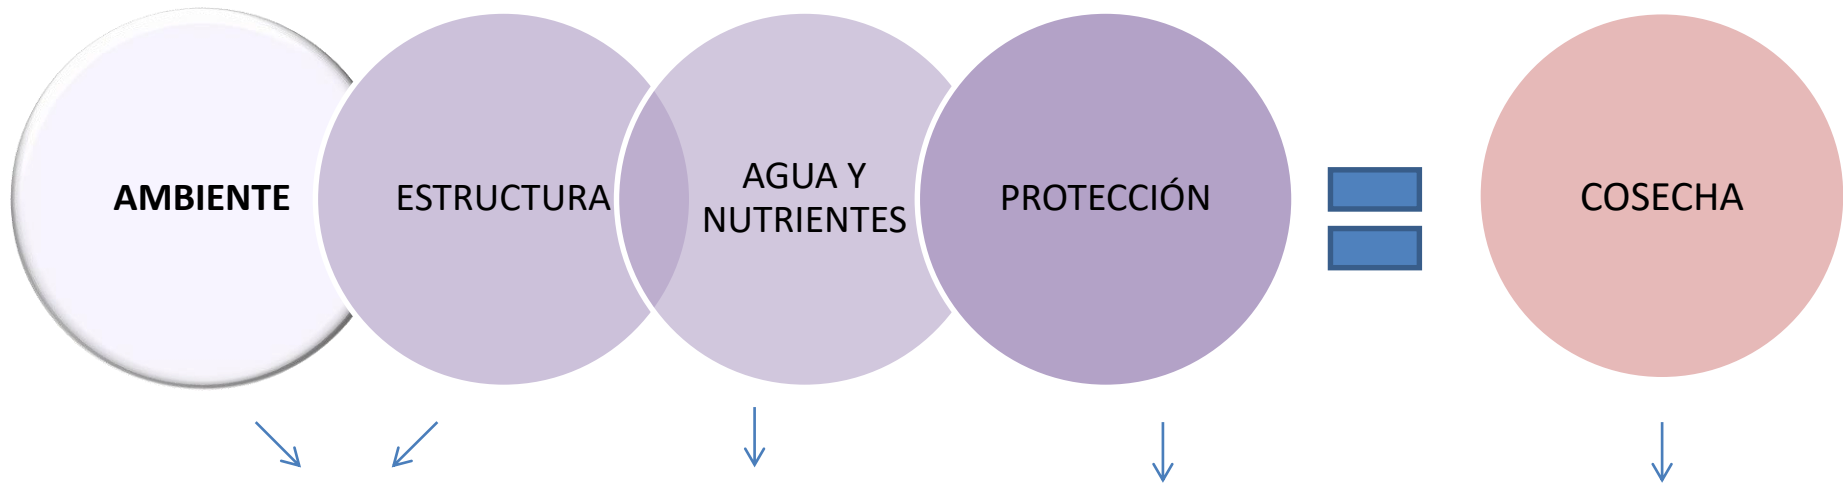 AMBIENTE
ESTRUCTURA
AGUA Y
NUTRIENTES
PROTECCIÓN
COSECHA